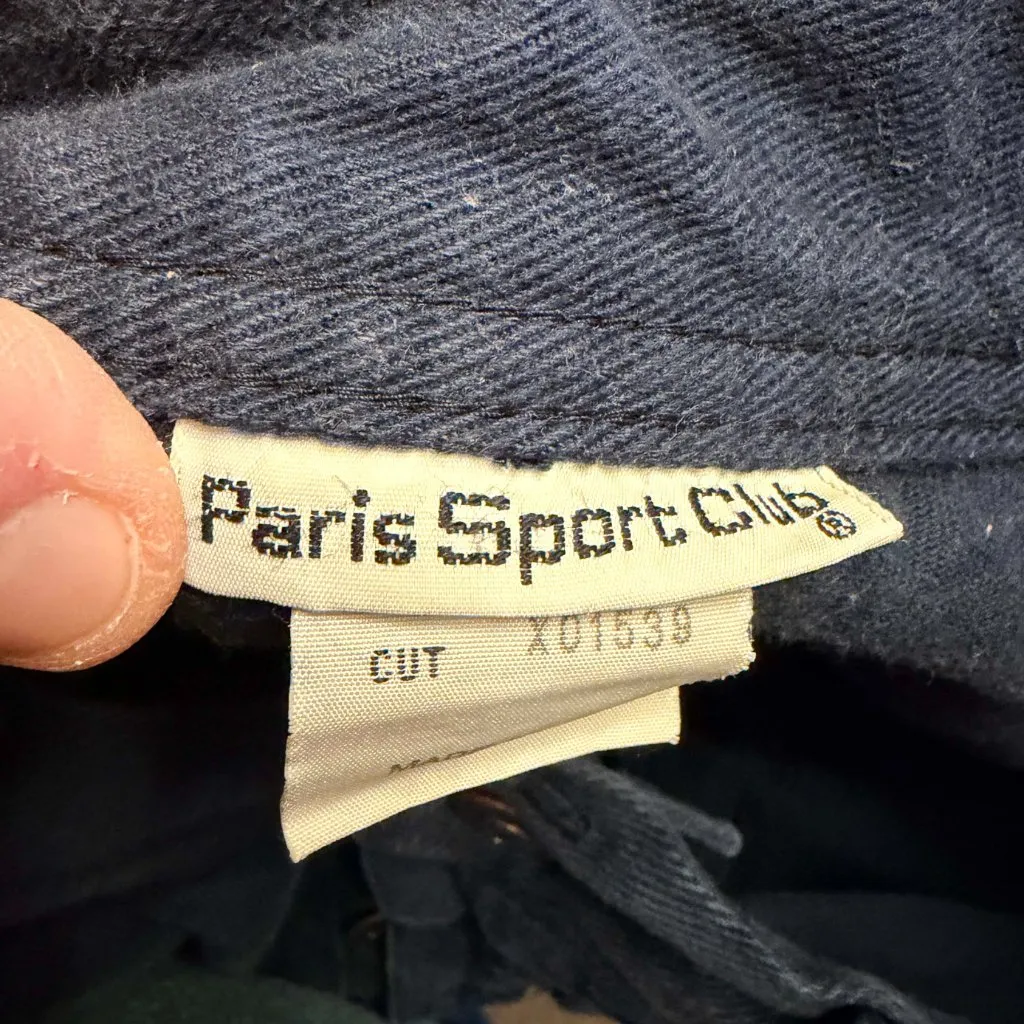 Paris Sport Club®
CUT X01539